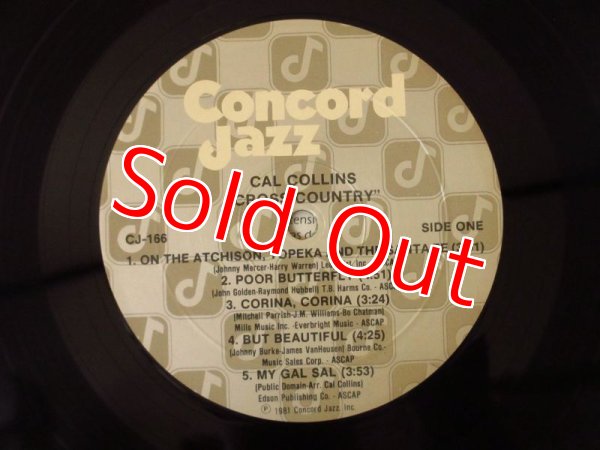 Concord
Jazz
CAL COLLINS
CROSS COUNTRY"
Sold Out
CJ-166
SIDE ONE
1. ON THE ATCHISON, TOPEKA AND THE
(Johnny Mercer-Harry Warren)
2. POOR BUTTERFLY
(John Golden-Raymond Hubbell) T.B. Harms Co. - ASCAP
3. CORINA, CORINA (3:24)
(Mitchell Parrish-J.M. Williams-Bo Chatman)
Mills Music Inc. -Everbright Music - ASCAP
4. BUT BEAUTIFUL (4:25)
(Johnny Burke-James VanHeusen) Bourne Co.-
Music Sales Corp. - ASCAP
5. MY GAL SAL (3:53)
(Public Domain-Arr. Cal Collins)
Edson Publishing Co. - ASCAP
℗ 1981 Concord Jazz, Inc.